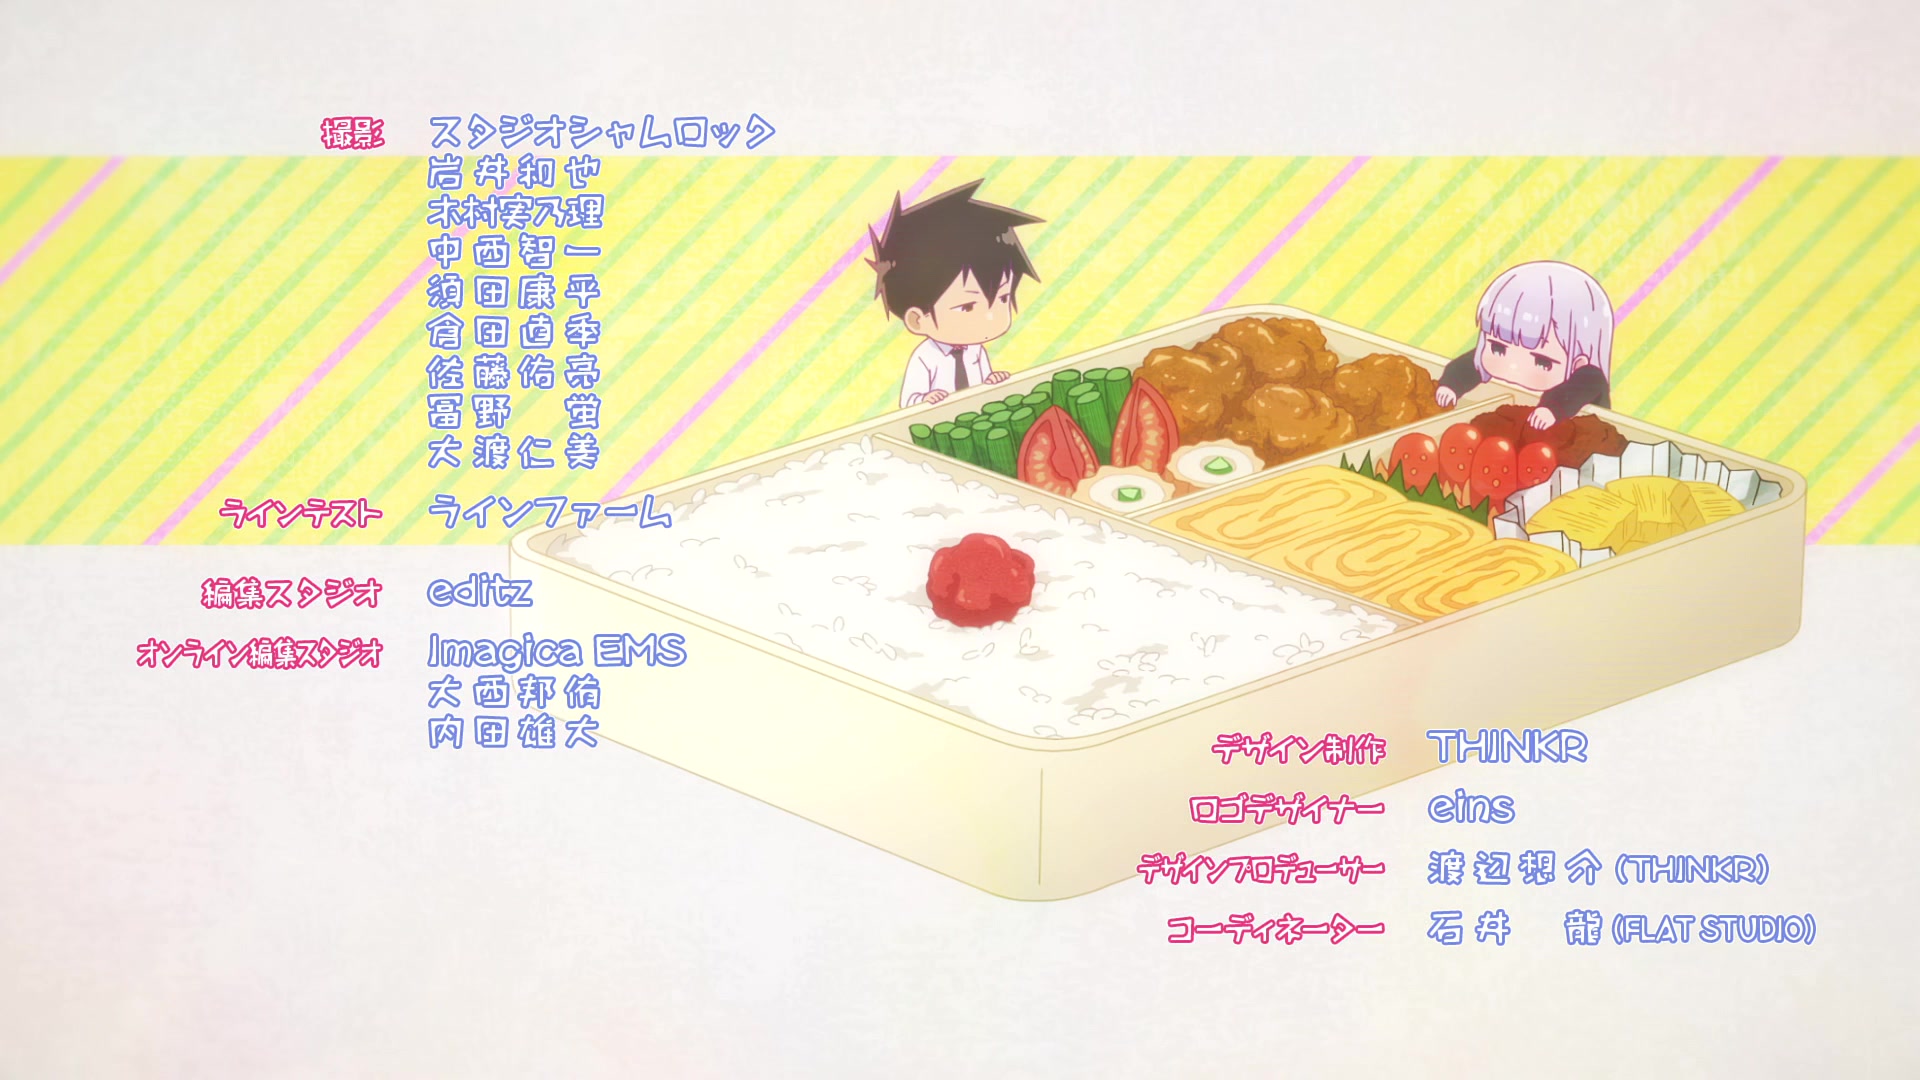 撮影 スタジオシャムロック
岩井和也
木村実乃理
中西智一
須田康平
倉田直季
佐藤佑亮
冨野 蛍
大渡仁美
ラインテスト ラインファーム
編集スタジオ editz
オンライン編集スタジオ Imagica EMS
大西邦侑
内田雄大
デザイン制作 THINKR
ロゴデザイナー eins
デザインプロデューサー 渡辺想介 (THINKR)
コーディネーター 石井 龍 (FLAT STUDIO)